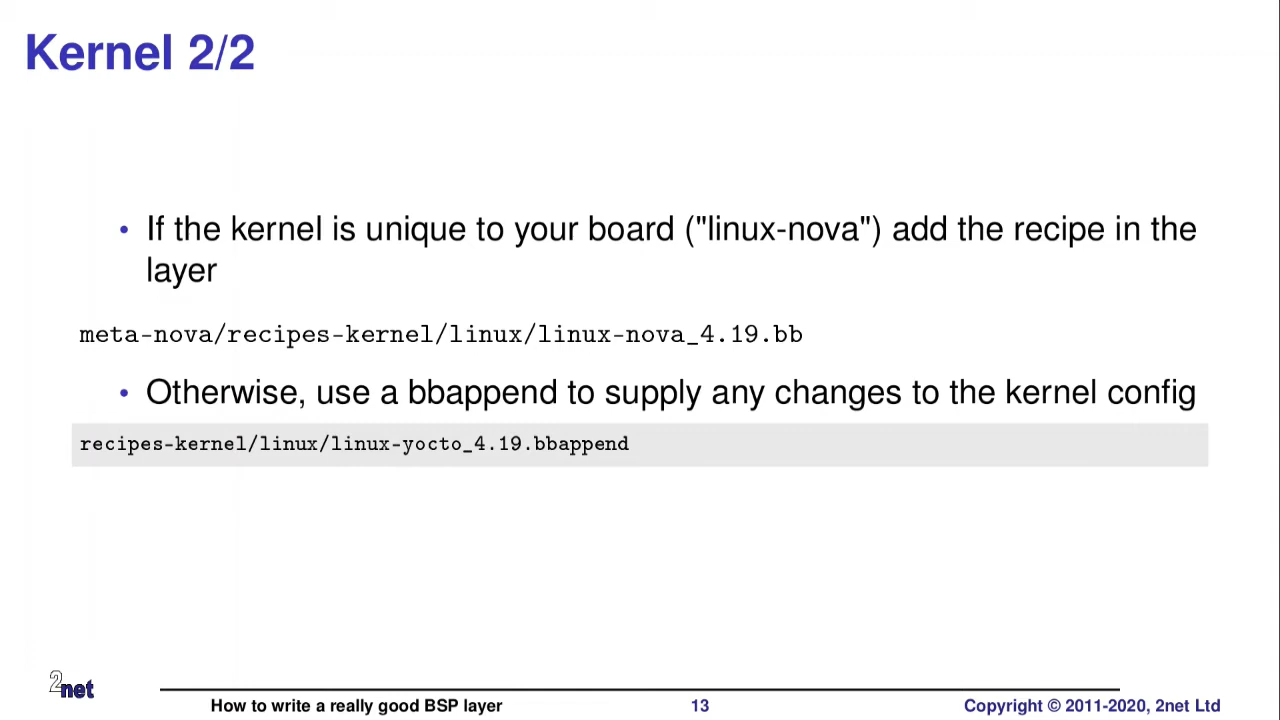 Kernel 2/2
• If the kernel is unique to your board ("linux-nova") add the recipe in the
layer
meta-nova/recipes-kernel/linux/linux-nova_4.19.bb
• Otherwise, use a bbappend to supply any changes to the kernel config
recipes-kernel/linux/linux-yocto_4.19.bbappend
2net
How to write a really good BSP layer 13 Copyright © 2011-2020, 2net Ltd